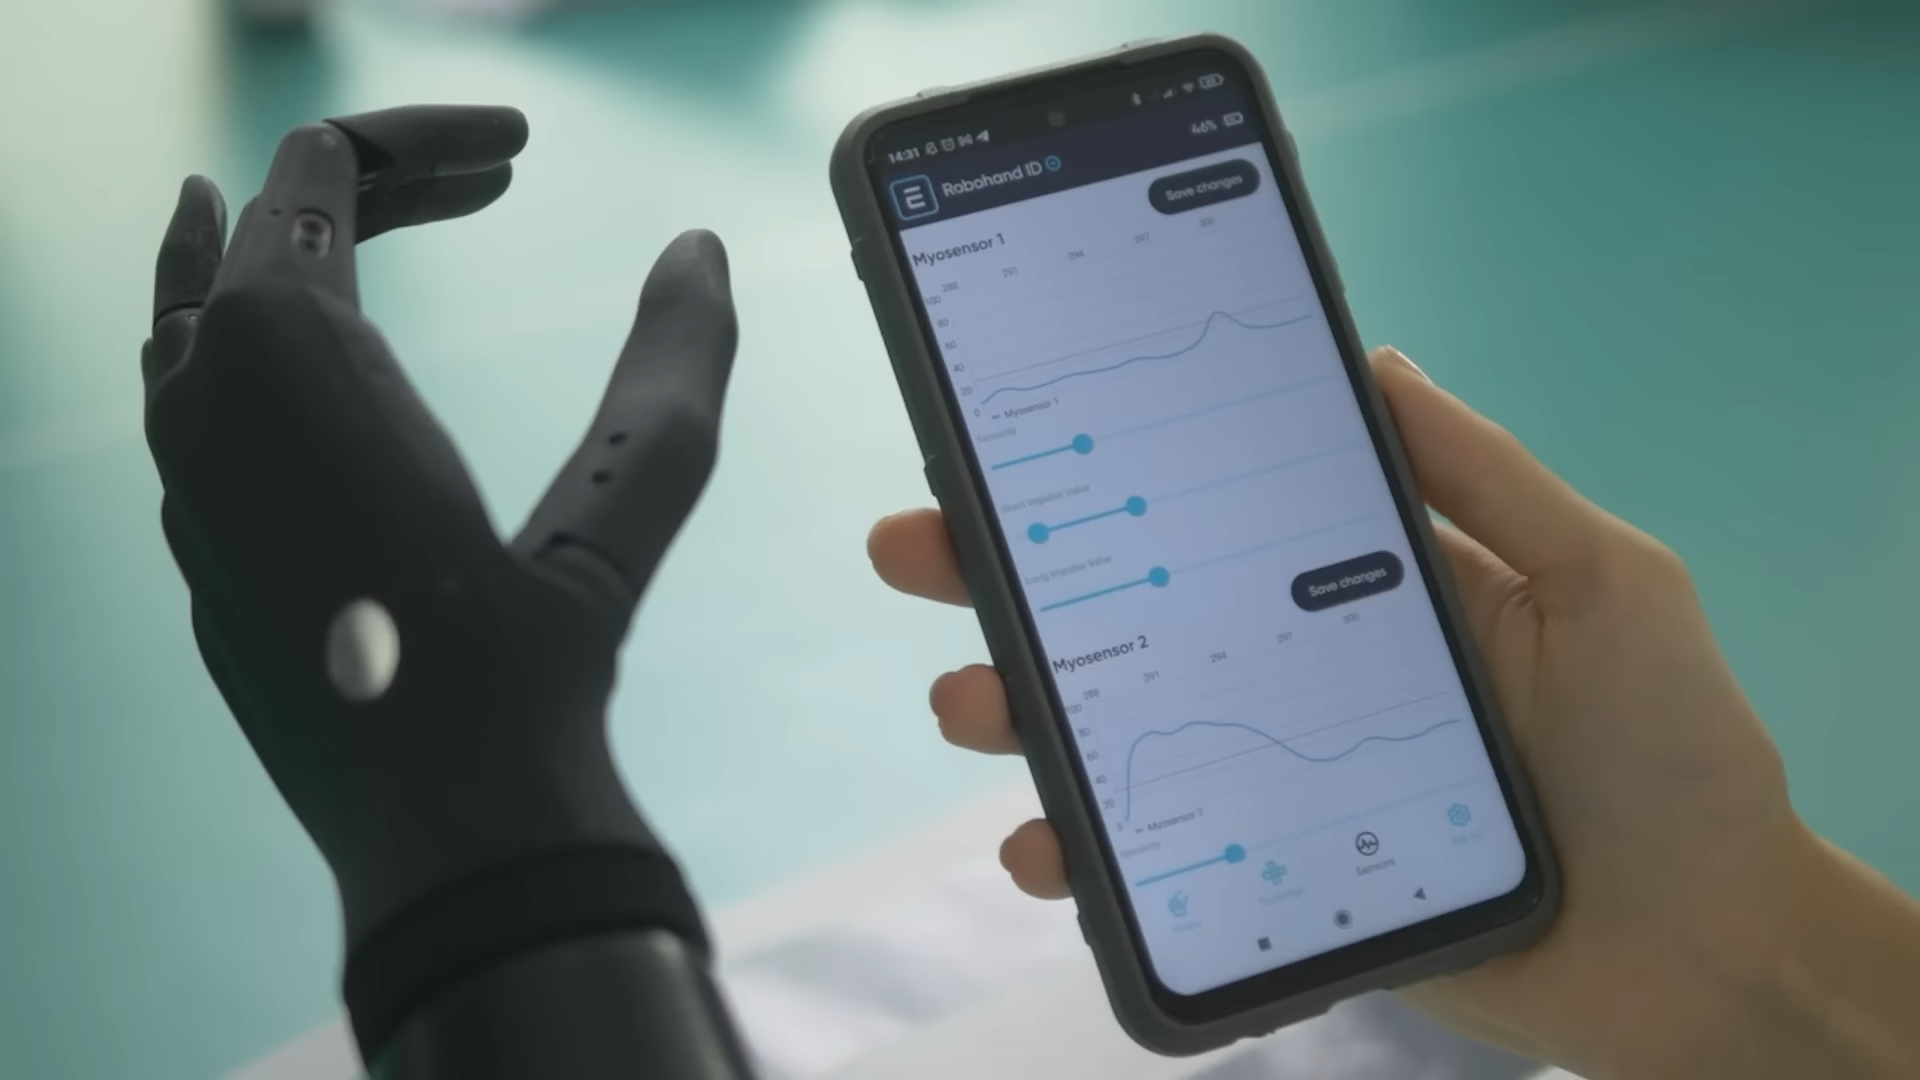 14:31
46%
Robohand ID
Save changes
Myosensor 1
288 291 294 297 300
100
80
60
40
20
0
Myosensor 1
Sensitivity
Short Impulse Value
Long Impulse Value
Save changes
Myosensor 2
288 291 294 297 300
100
80
60
40
20
0
Myosensor 2
Sensitivity
Sensors